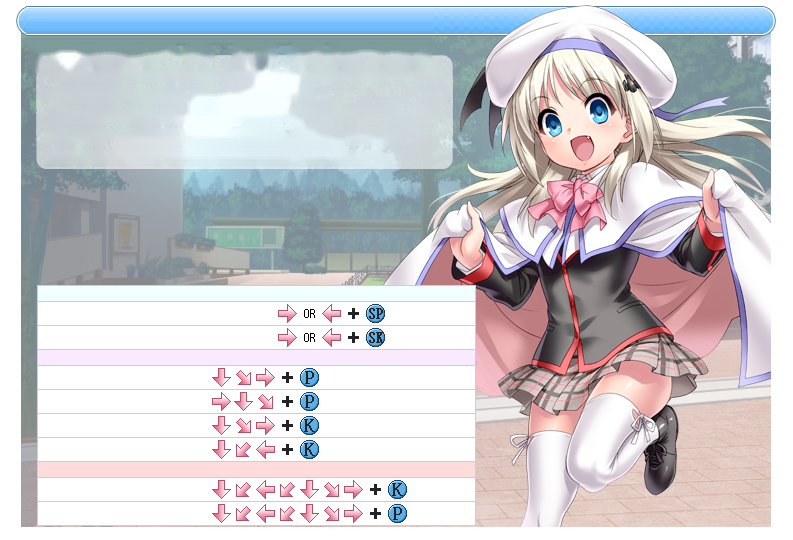 → OR ← + SP
→ OR ← + SK
↓ ↘ → + P
→ ↓ ↘ + P
↓ ↘ → + K
↓ ↙ ← + K
↓ ↙ ← ↙ ↓ ↘ → + K
↓ ↙ ← ↙ ↓ ↘ → + P